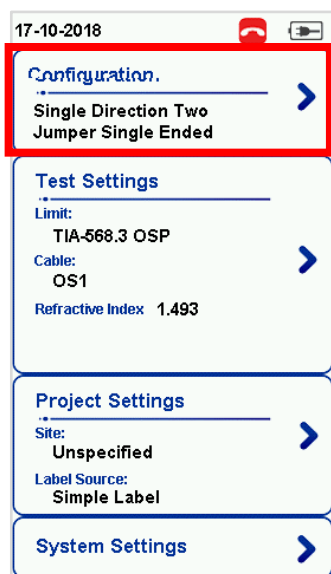 17-10-2018
Configuration.
Single Direction Two
Jumper Single Ended
Test Settings
Limit:
TIA-568.3 OSP
Cable:
OS1
Refractive Index 1.493
Project Settings
Site:
Unspecified
Label Source:
Simple Label
System Settings